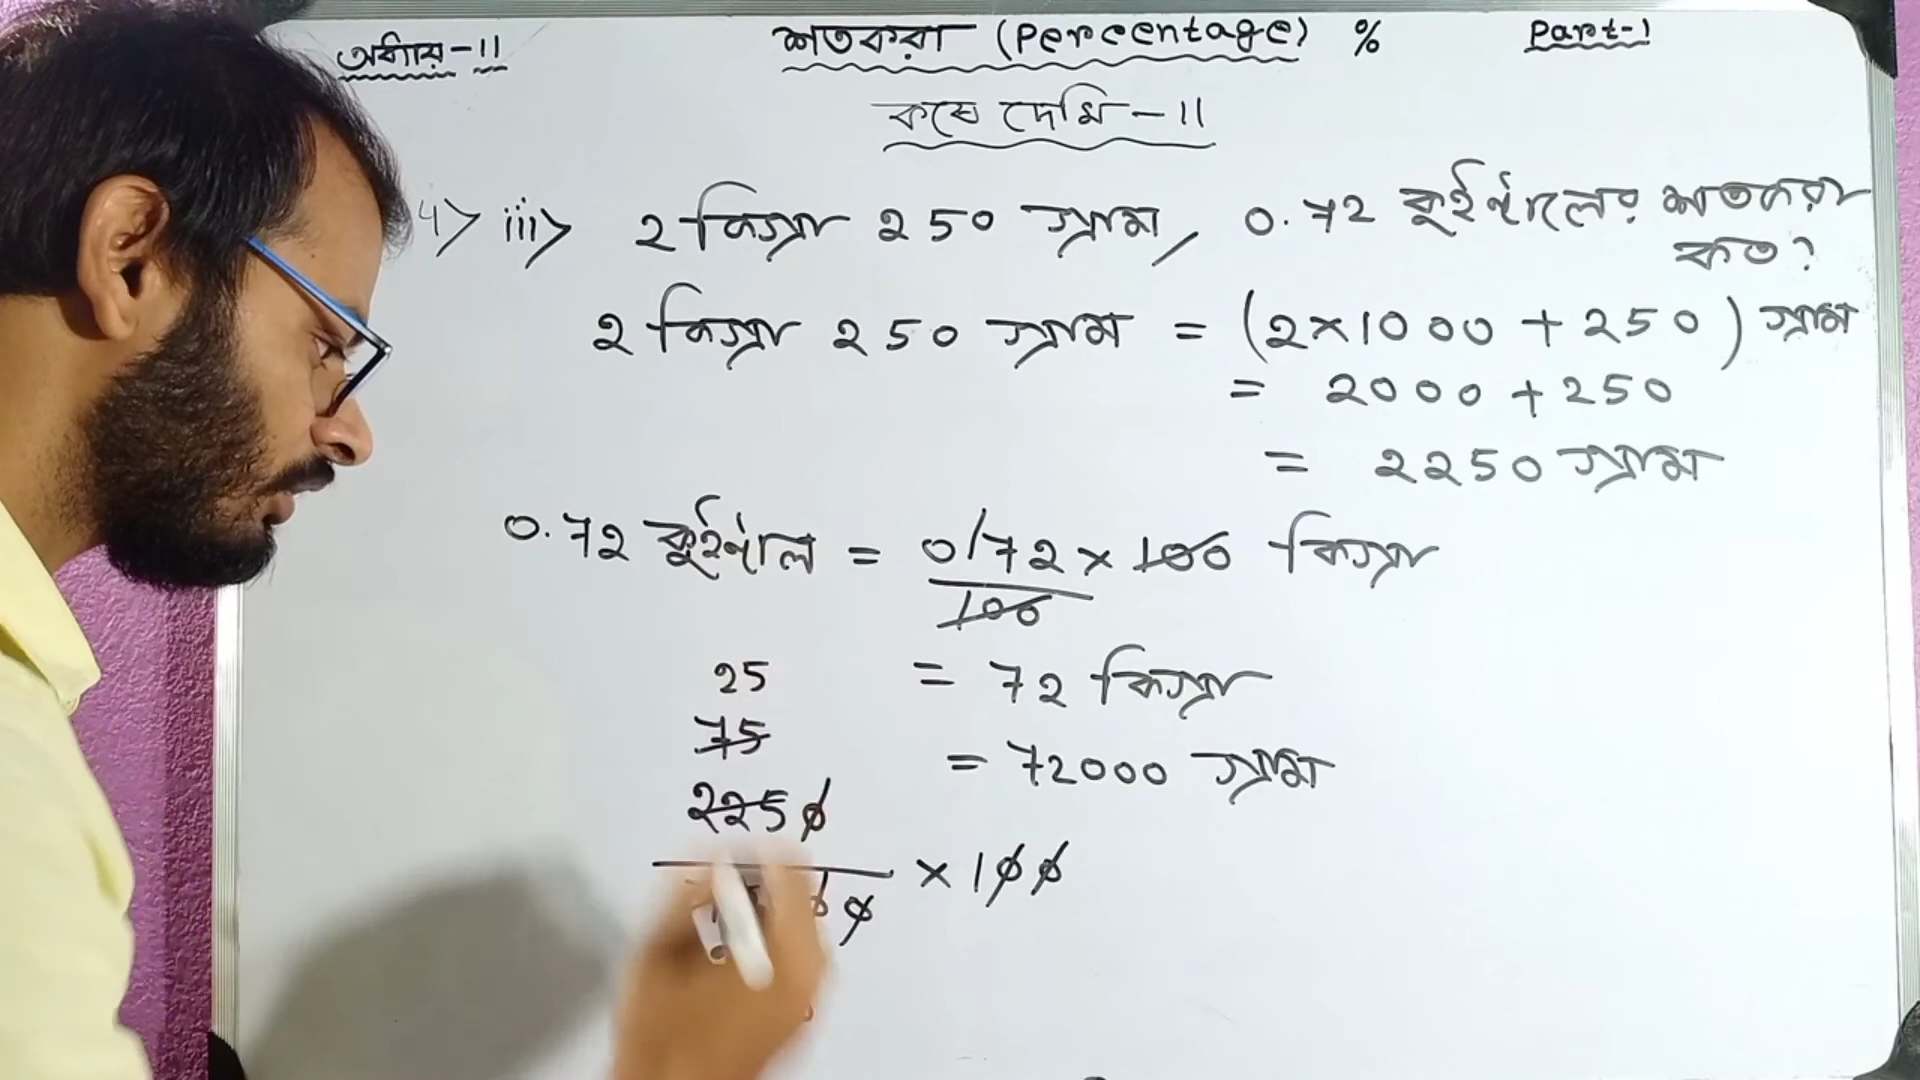 অধ্যায়-11
শতকরা (Percentage) %
Part-1
কষে দেখি-11
4> iii> 2 কিগ্রা 250 গ্রাম, 0.72 কুইন্টালের শতকরা কত?
2 কিগ্রা 250 গ্রাম = (2×1000+250) গ্রাম
= 2000+250
= 2250 গ্রাম
0.72 কুইন্টাল = 0/72×100 কিগ্রা
100
= 72 কিগ্রা
= 72000 গ্রাম
25
75
2250
× 100